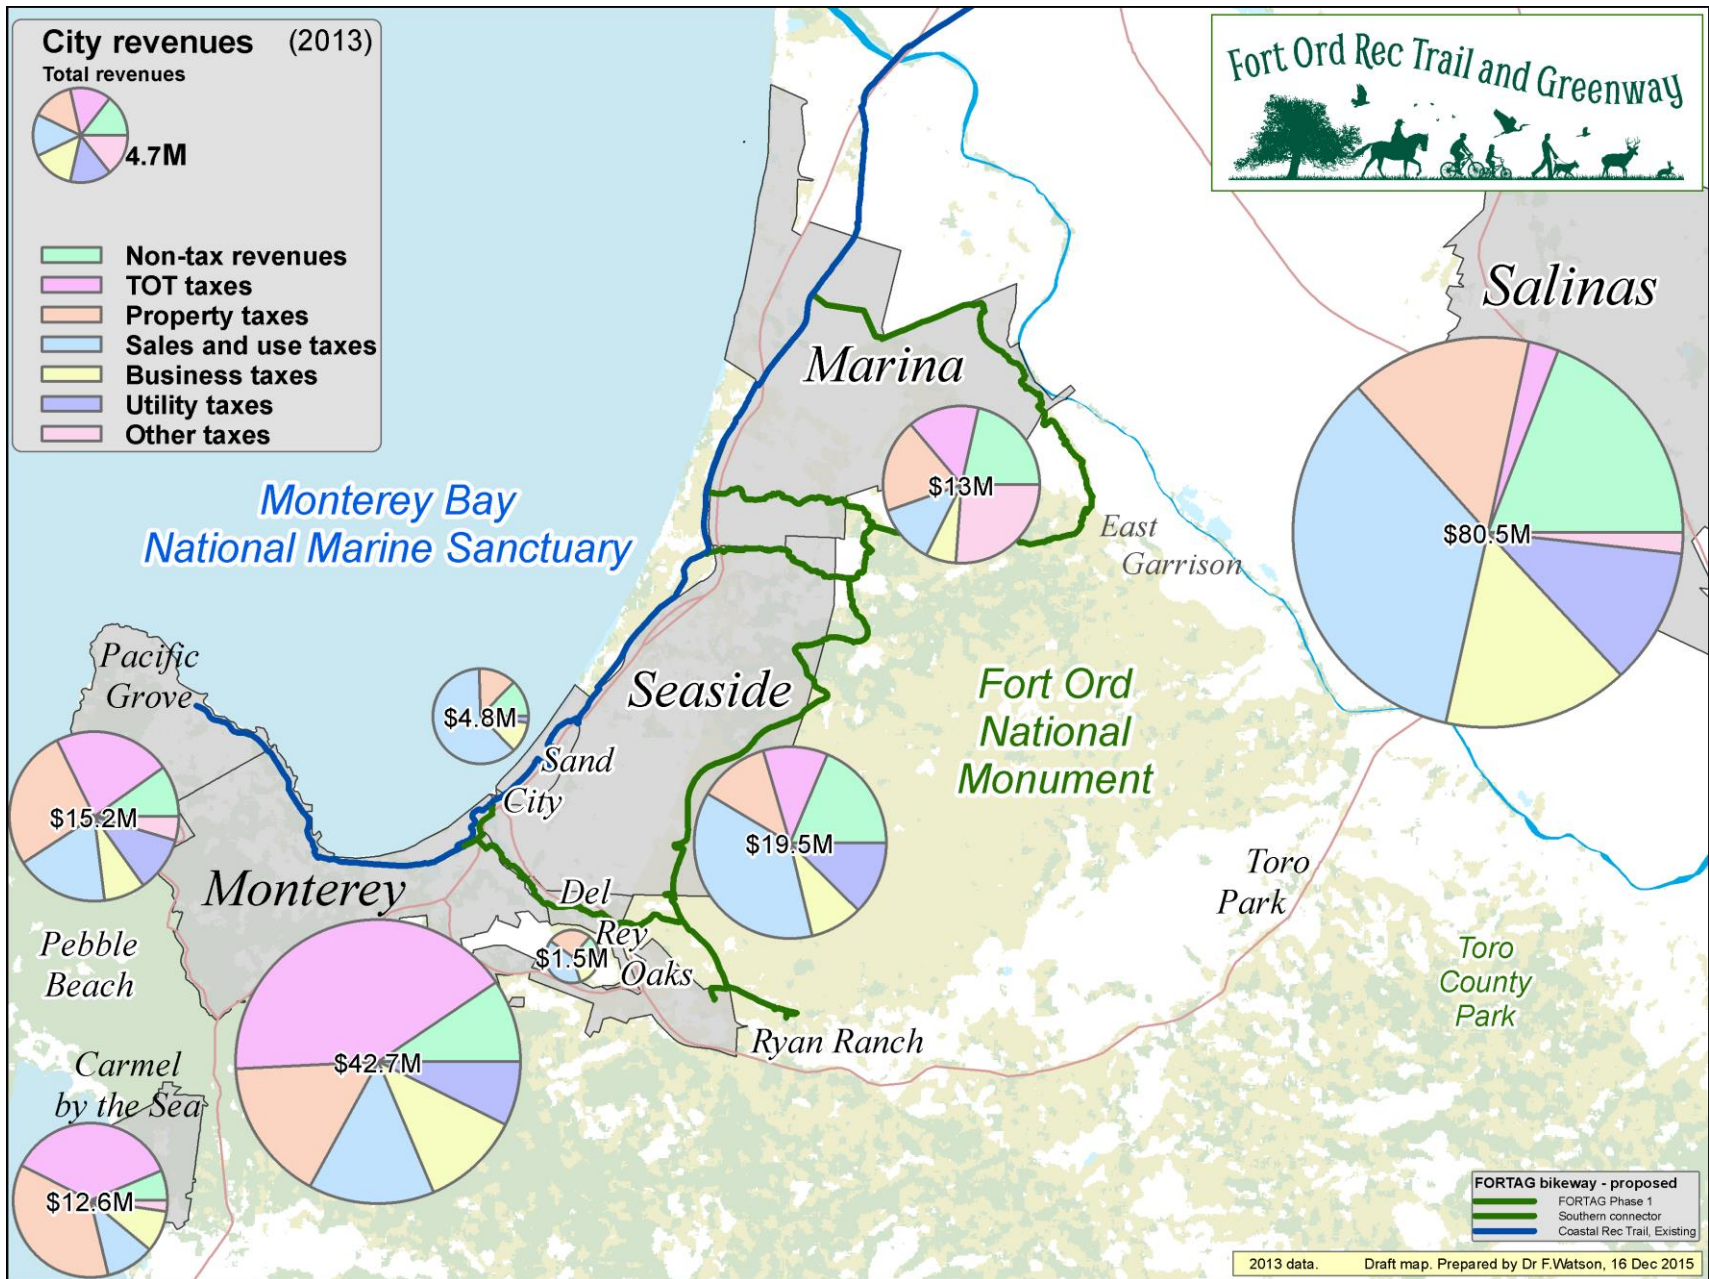 City revenues (2013)
Total revenues
4.7M
Non-tax revenues
TOT taxes
Property taxes
Sales and use taxes
Business taxes
Utility taxes
Other taxes
Fort Ord Rec Trail and Greenway
Salinas
$80.5M
Marina
$13M
Monterey Bay
National Marine Sanctuary
East
Garrison
Pacific
Grove
$15.2M
$4.8M
Seaside
Sand
City
Fort Ord
National
Monument
$19.5M
Monterey
Del
Rey
Oaks
$1.5M
Toro
Park
Pebble
Beach
Toro
County
Park
Ryan Ranch
$42.7M
Carmel
by the Sea
$12.6M
FORTAG bikeway - proposed
FORTAG Phase 1
Southern connector
Coastal Rec Trail, Existing
2013 data. Draft map. Prepared by Dr F.Watson, 16 Dec 2015